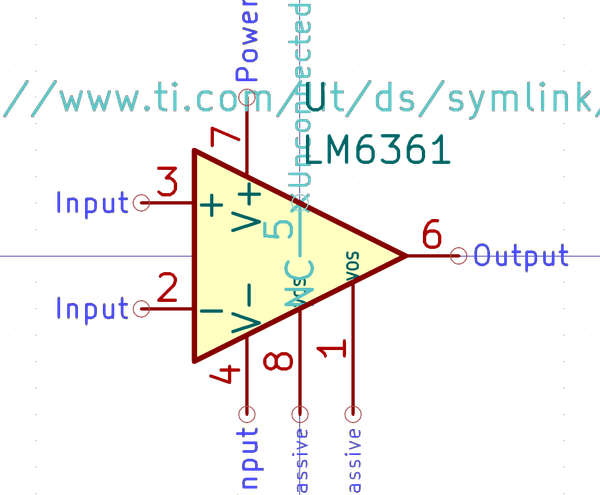 Power
Unconnected
//www.ti.com/lit/ds/symlink/
U
LM6361
7
3
Input
+
V+
5
NC
6
Output
vos
2
Input
-
V-
4
8
1
nput
assive
assive